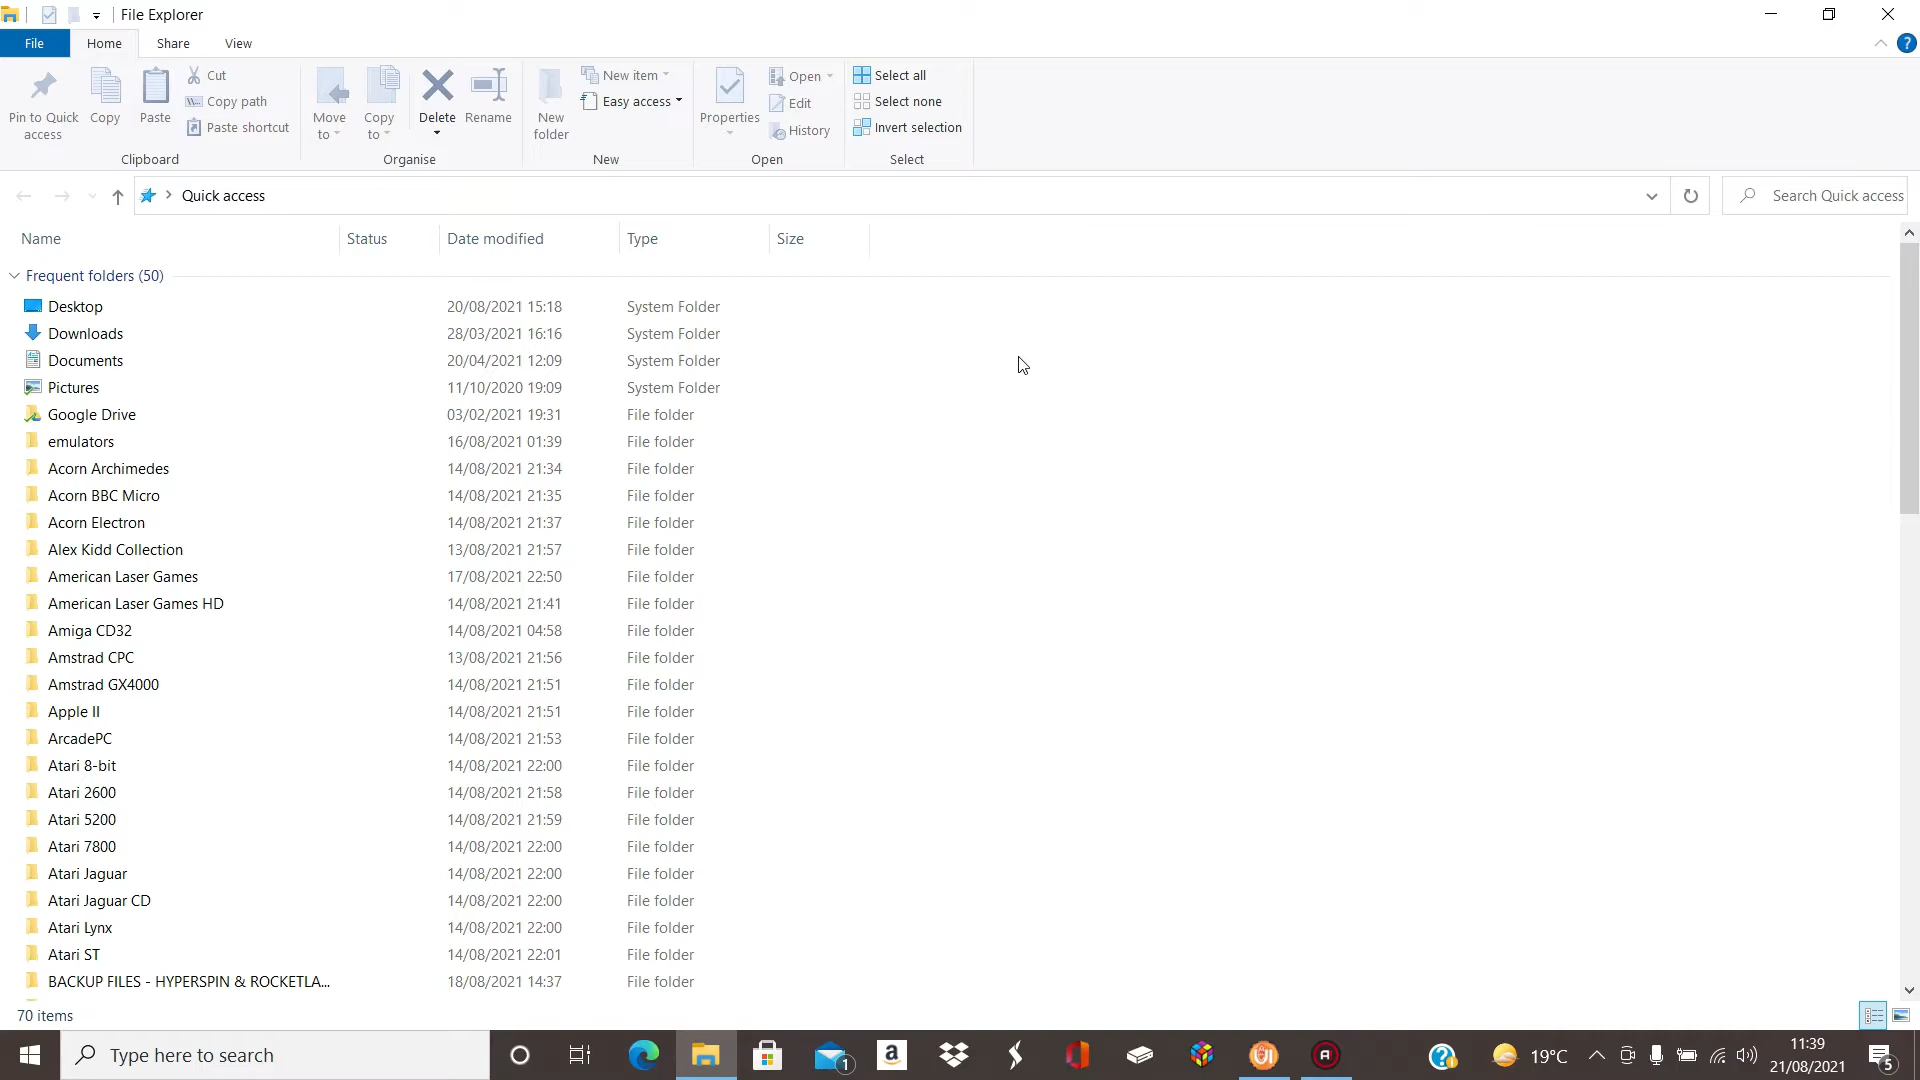 File Explorer
File Home Share View
Pin to Quick access
Copy
Paste
Cut
Copy path
Paste shortcut
Clipboard
Move to
Copy to
Delete
Rename
Organise
New folder
New item
Easy access
New
Properties
Open
Edit
History
Open
Select all
Select none
Invert selection
Select
Quick access
Search Quick access
Name Status Date modified Type Size
Frequent folders (50)
Desktop 20/08/2021 15:18 System Folder
Downloads 28/03/2021 16:16 System Folder
Documents 20/04/2021 12:09 System Folder
Pictures 11/10/2020 19:09 System Folder
Google Drive 03/02/2021 19:31 File folder
emulators 16/08/2021 01:39 File folder
Acorn Archimedes 14/08/2021 21:34 File folder
Acorn BBC Micro 14/08/2021 21:35 File folder
Acorn Electron 14/08/2021 21:37 File folder
Alex Kidd Collection 13/08/2021 21:57 File folder
American Laser Games 17/08/2021 22:50 File folder
American Laser Games HD 14/08/2021 21:41 File folder
Amiga CD32 14/08/2021 04:58 File folder
Amstrad CPC 13/08/2021 21:56 File folder
Amstrad GX4000 14/08/2021 21:51 File folder
Apple II 14/08/2021 21:51 File folder
ArcadePC 14/08/2021 21:53 File folder
Atari 8-bit 14/08/2021 22:00 File folder
Atari 2600 14/08/2021 21:58 File folder
Atari 5200 14/08/2021 21:59 File folder
Atari 7800 14/08/2021 22:00 File folder
Atari Jaguar 14/08/2021 22:00 File folder
Atari Jaguar CD 14/08/2021 22:00 File folder
Atari Lynx 14/08/2021 22:00 File folder
Atari ST 14/08/2021 22:01 File folder
BACKUP FILES - HYPERSPIN & ROCKETLA... 18/08/2021 14:37 File folder
70 items
Type here to search
1
a
19°C
11:39
21/08/2021
5